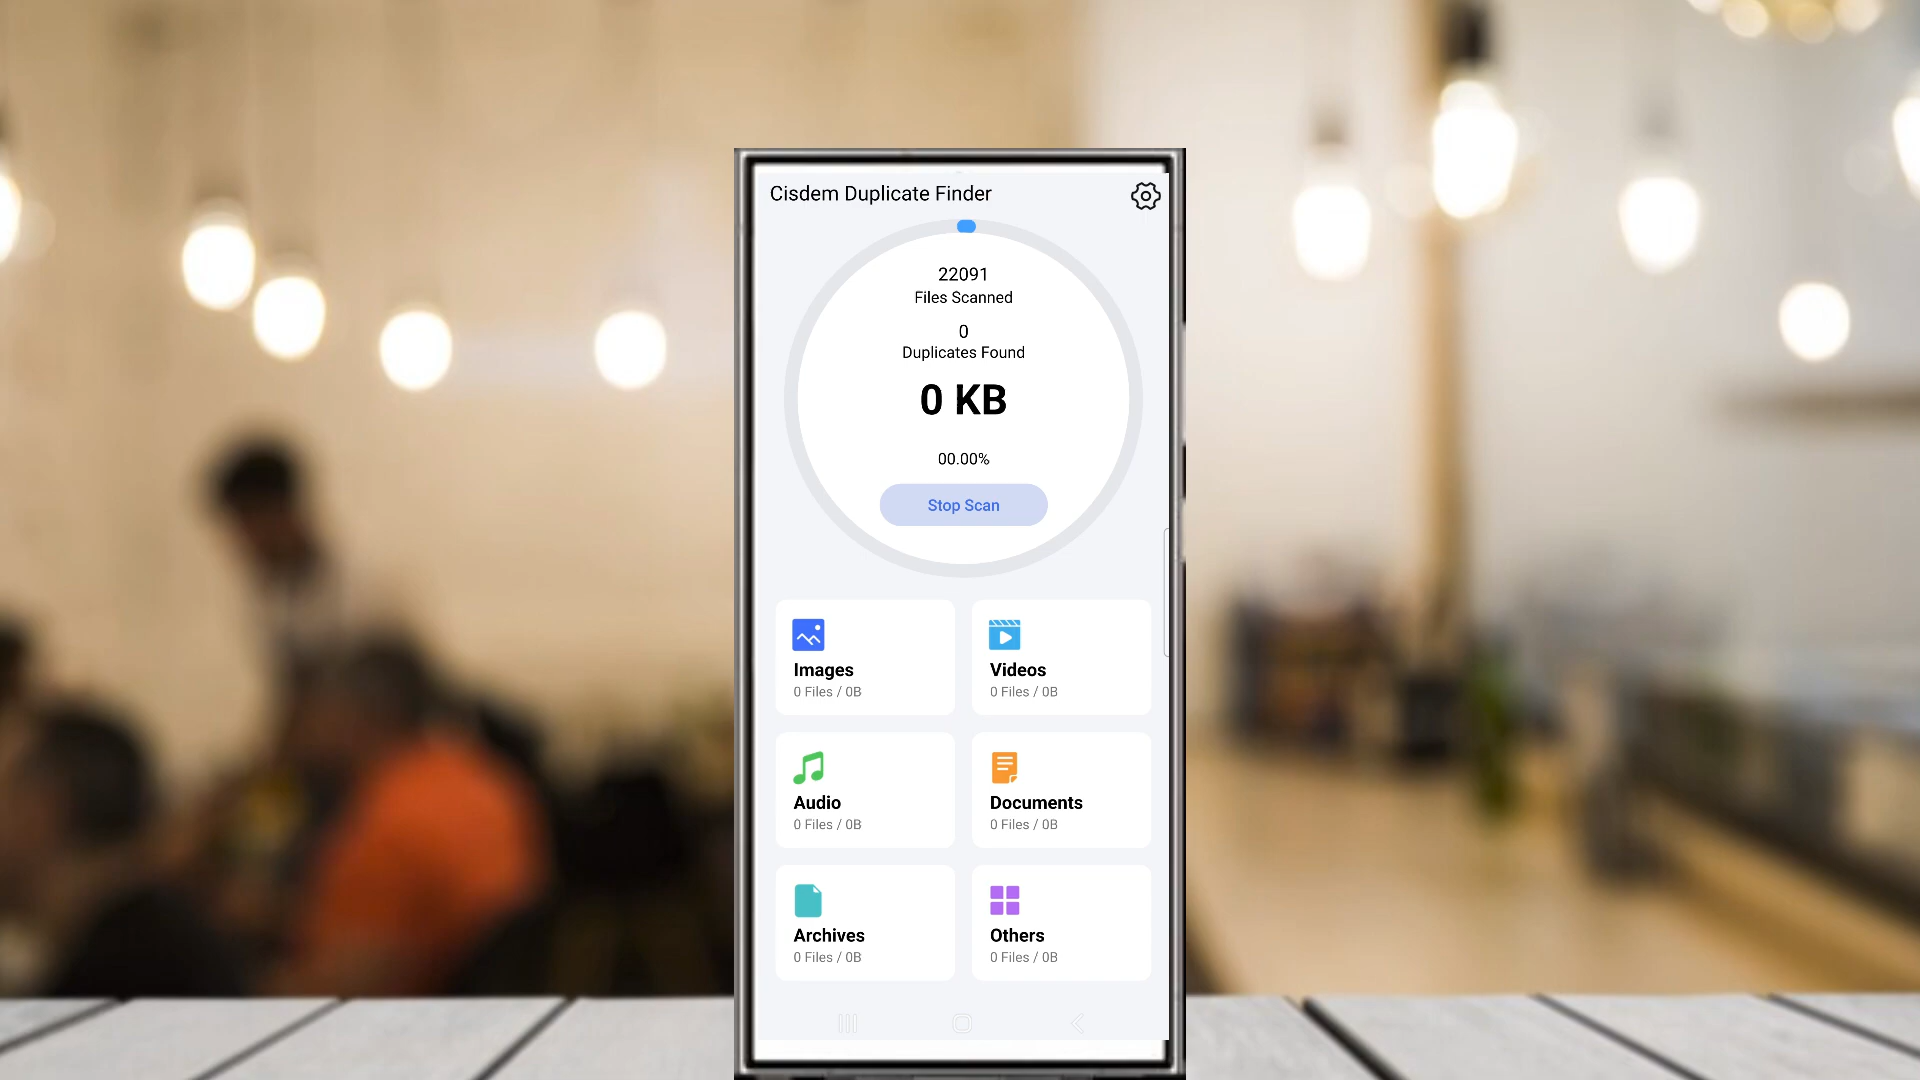 Cisdem Duplicate Finder
22091
Files Scanned
0
Duplicates Found
0 KB
00.00%
Stop Scan
Images
0 Files / 0B
Videos
0 Files / 0B
Audio
0 Files / 0B
Documents
0 Files / 0B
Archives
0 Files / 0B
Others
0 Files / 0B